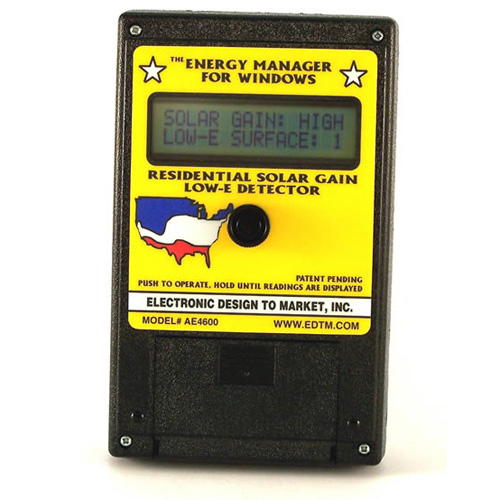 THE ENERGY MANAGER
FOR WINDOWS
SOLAR GAIN: HIGH
LOW-E SURFACE: 1
RESIDENTIAL SOLAR GAIN
LOW-E DETECTOR
PATENT PENDING
PUSH TO OPERATE, HOLD UNTIL READINGS ARE DISPLAYED
ELECTRONIC DESIGN TO MARKET, INC.
MODEL# AE4600 WWW.EDTM.COM